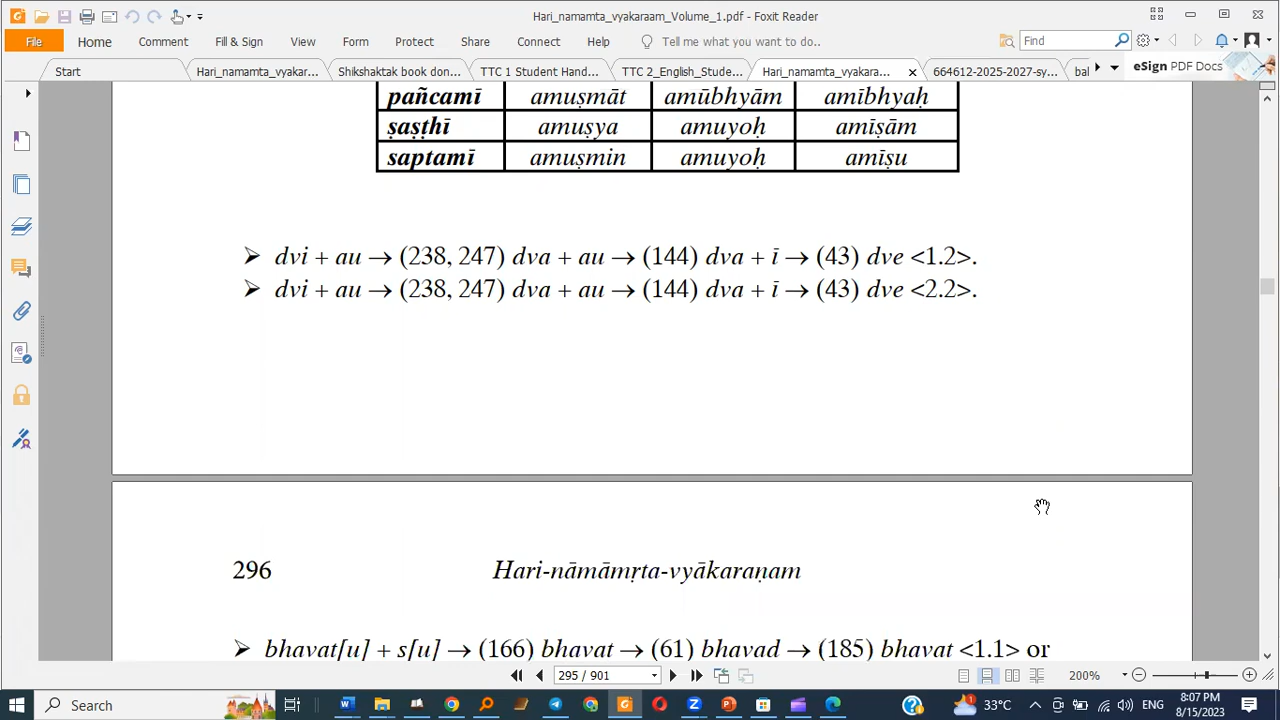 Hari_namamta_vyakaraam_Volume_1.pdf - Foxit Reader
File Home Comment Fill & Sign View Form Protect Share Connect Help Tell me what you want to do.. Find
Start Hari_namamta_vyakar... Shikshaktak book don... TTC 1 Student Hand... TTC 2_English_Stude... Hari_namamta_vyakara... 664612-2025-2027-sy... bal eSign PDF Docs
pañcamī amuṣmāt amūbhyām amībhyaḥ
ṣaṣṭhī amuṣya amuyoḥ amīṣām
saptamī amuṣmin amuyoḥ amīṣu
➢ dvi + au → (238, 247) dva + au → (144) dva + ī → (43) dve <1.2>.
➢ dvi + au → (238, 247) dva + au → (144) dva + ī → (43) dve <2.2>.
296 Hari-nāmāmṛta-vyākaraṇam
➢ bhavat[u] + s[u] → (166) bhavat → (61) bhavad → (185) bhavat <1.1> or
295 / 901 200%
Search 33°C ENG 8:07 PM
8/15/2023